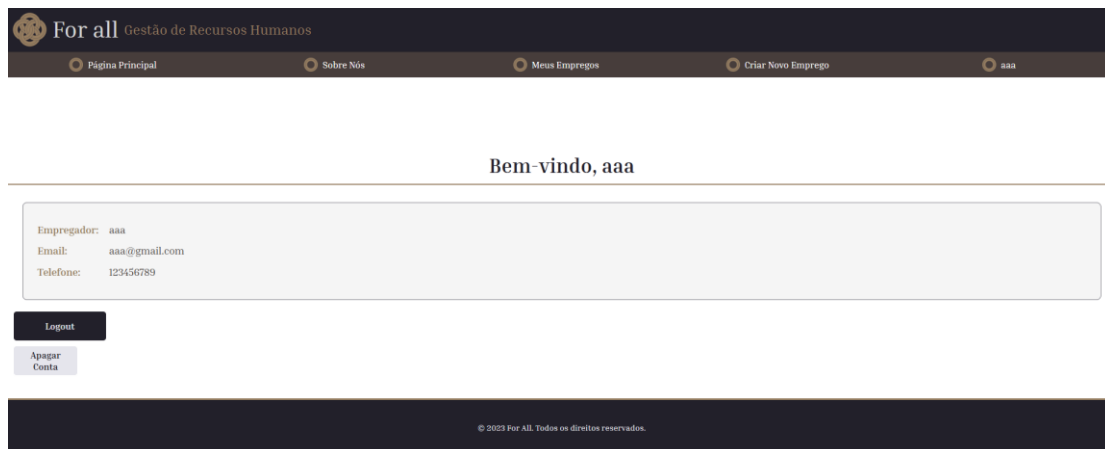 For all Gestão de Recursos Humanos
Página Principal Sobre Nós Meus Empregos Criar Novo Emprego aaa
Bem-vindo, aaa
Empregador: aaa
Email: aaa@gmail.com
Telefone: 123456789
Logout
Apagar
Conta
© 2023 For All. Todos os direitos reservados.